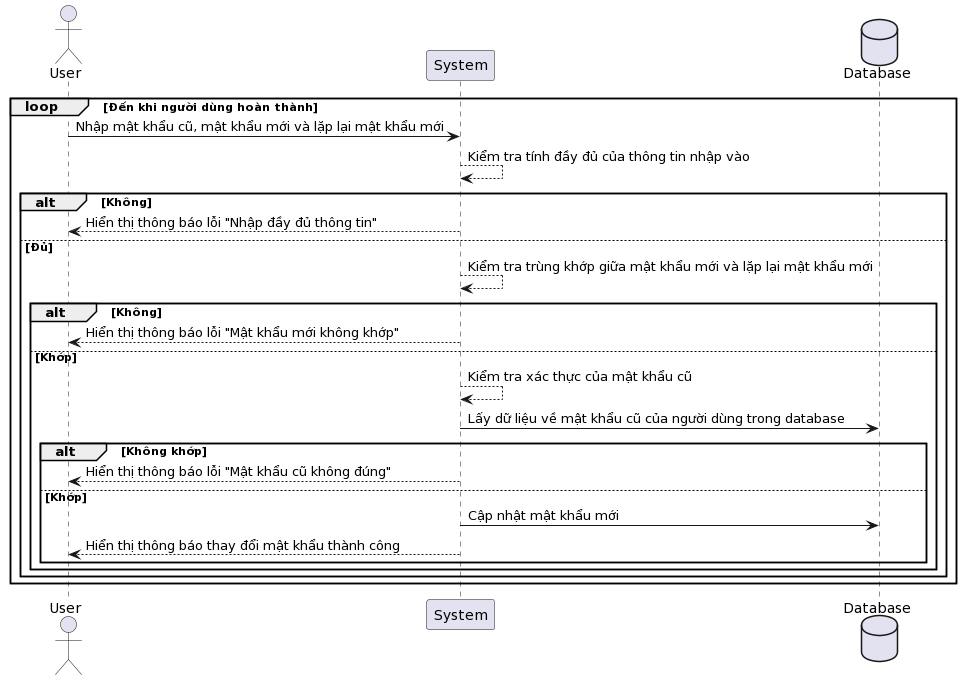 User
System
Database
loop [Đến khi người dùng hoàn thành]
Nhập mật khẩu cũ, mật khẩu mới và lặp lại mật khẩu mới
Kiểm tra tính đầy đủ của thông tin nhập vào
alt [Không]
Hiển thị thông báo lỗi "Nhập đầy đủ thông tin"
[Đủ]
Kiểm tra trùng khớp giữa mật khẩu mới và lặp lại mật khẩu mới
alt [Không]
Hiển thị thông báo lỗi "Mật khẩu mới không khớp"
[Khớp]
Kiểm tra xác thực của mật khẩu cũ
Lấy dữ liệu về mật khẩu cũ của người dùng trong database
alt [Không khớp]
Hiển thị thông báo lỗi "Mật khẩu cũ không đúng"
[Khớp]
Cập nhật mật khẩu mới
Hiển thị thông báo thay đổi mật khẩu thành công
User
System
Database